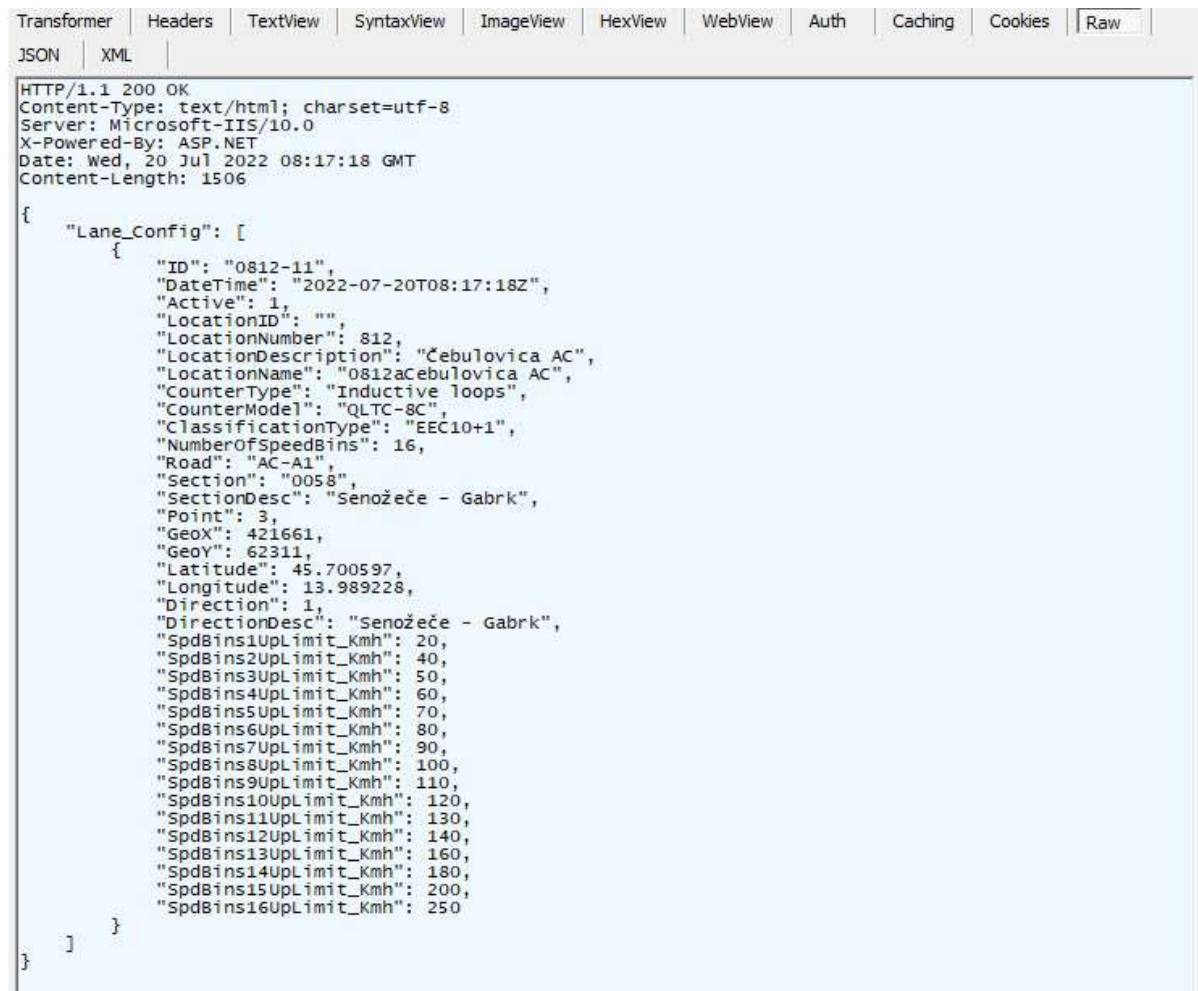 Transformer Headers TextView SyntaxView ImageView HexView WebView Auth Caching Cookies Raw
JSON XML
HTTP/1.1 200 OK
Content-Type: text/html; charset=utf-8
Server: Microsoft-IIS/10.0
X-Powered-By: ASP.NET
Date: Wed, 20 Jul 2022 08:17:18 GMT
Content-Length: 1506
{
"Lane_Config": [
{
"ID": "0812-11",
"DateTime": "2022-07-20T08:17:18Z",
"Active": 1,
"LocationID": "",
"LocationNumber": 812,
"LocationDescription": "Čebulovica AC",
"LocationName": "0812aCebulovica AC",
"CounterType": "Inductive loops",
"CounterModel": "QLTC-8C",
"ClassificationType": "EEC10+1",
"NumberOfSpeedBins": 16,
"Road": "AC-A1",
"Section": "0058",
"SectionDesc": "Senožeče - Gabrk",
"Point": 3,
"GeoX": 421661,
"GeoY": 62311,
"Latitude": 45.700597,
"Longitude": 13.989228,
"Direction": 1,
"DirectionDesc": "Senožeče - Gabrk",
"SpdBins1UpLimit_Kmh": 20,
"SpdBins2UpLimit_Kmh": 40,
"SpdBins3UpLimit_Kmh": 50,
"SpdBins4UpLimit_Kmh": 60,
"SpdBins5UpLimit_Kmh": 70,
"SpdBins6UpLimit_Kmh": 80,
"SpdBins7UpLimit_Kmh": 90,
"SpdBins8UpLimit_Kmh": 100,
"SpdBins9UpLimit_Kmh": 110,
"SpdBins10UpLimit_Kmh": 120,
"SpdBins11UpLimit_Kmh": 130,
"SpdBins12UpLimit_Kmh": 140,
"SpdBins13UpLimit_Kmh": 160,
"SpdBins14UpLimit_Kmh": 180,
"SpdBins15UpLimit_Kmh": 200,
"SpdBins16UpLimit_Kmh": 250
}
]
}